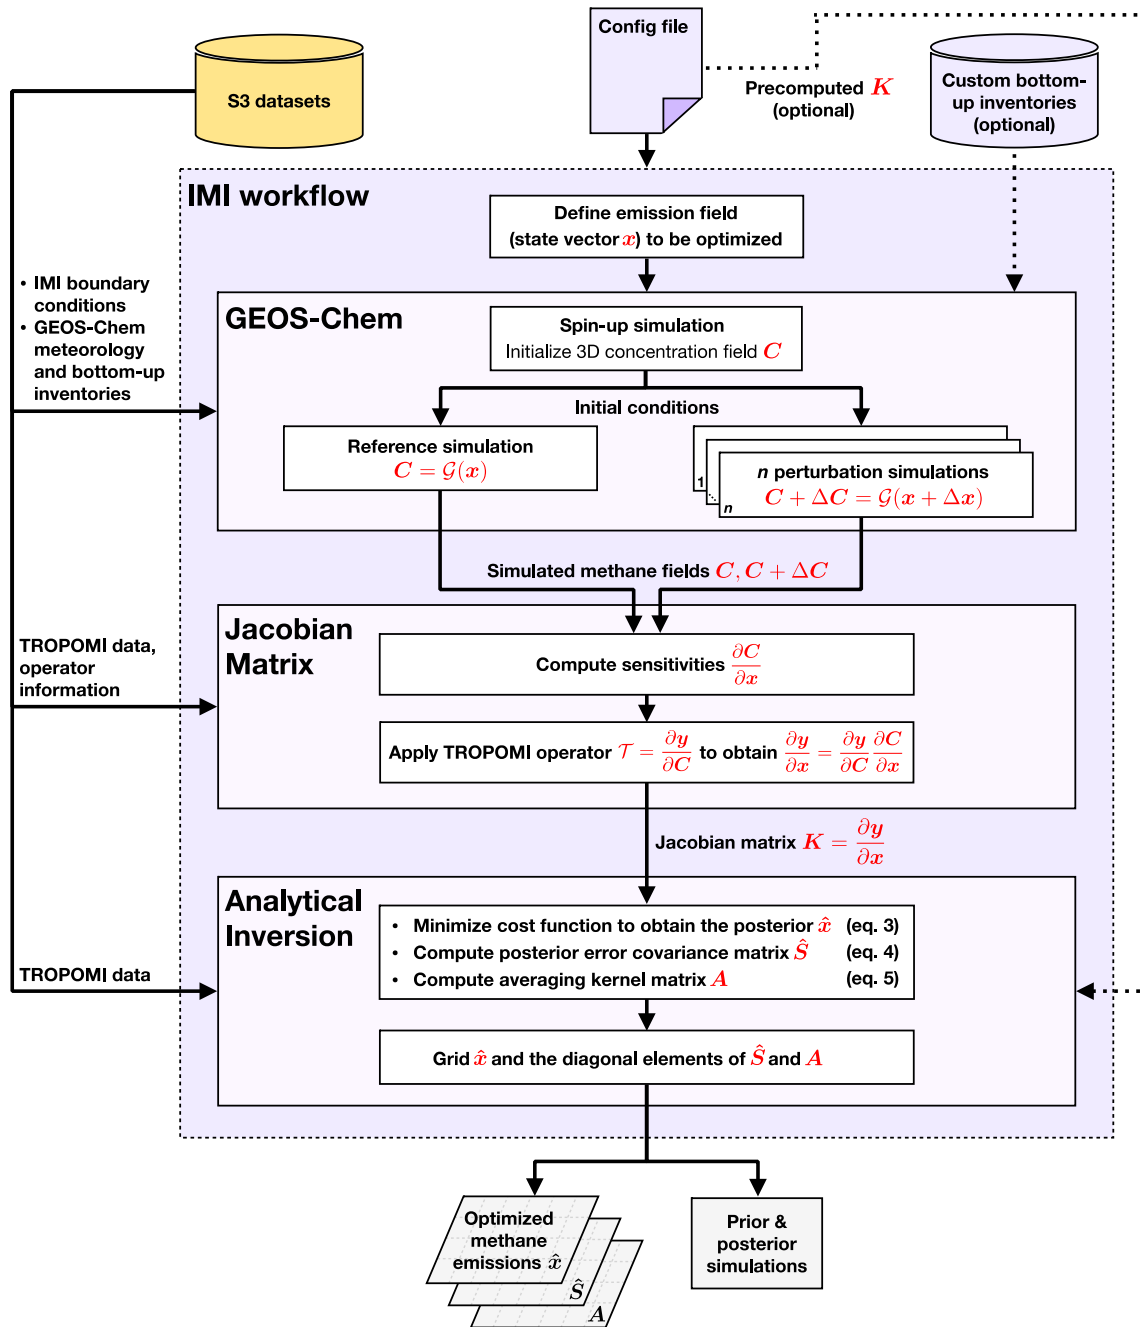 Config file
S3 datasets
Precomputed K
(optional)
Custom bottom-
up inventories
(optional)
IMI workflow
Define emission field
(state vector x) to be optimized
• IMI boundary
conditions
• GEOS-Chem
meteorology
and bottom-up
inventories
GEOS-Chem
Spin-up simulation
Initialize 3D concentration field C
Initial conditions
Reference simulation
C = G(x)
1
n perturbation simulations
C + ΔC = G(x + Δx)
n
Simulated methane fields C, C + ΔC
TROPOMI data,
operator
information
Jacobian
Matrix
Compute sensitivities ∂C/∂x
Apply TROPOMI operator T = ∂y/∂C to obtain ∂y/∂x = ∂y/∂C ∂C/∂x
Jacobian matrix K = ∂y/∂x
Analytical
Inversion
• Minimize cost function to obtain the posterior x̂ (eq. 3)
• Compute posterior error covariance matrix Ŝ (eq. 4)
• Compute averaging kernel matrix A (eq. 5)
TROPOMI data
Grid x̂ and the diagonal elements of Ŝ and A
Optimized
methane
emissions x̂
Ŝ
A
Prior &
posterior
simulations